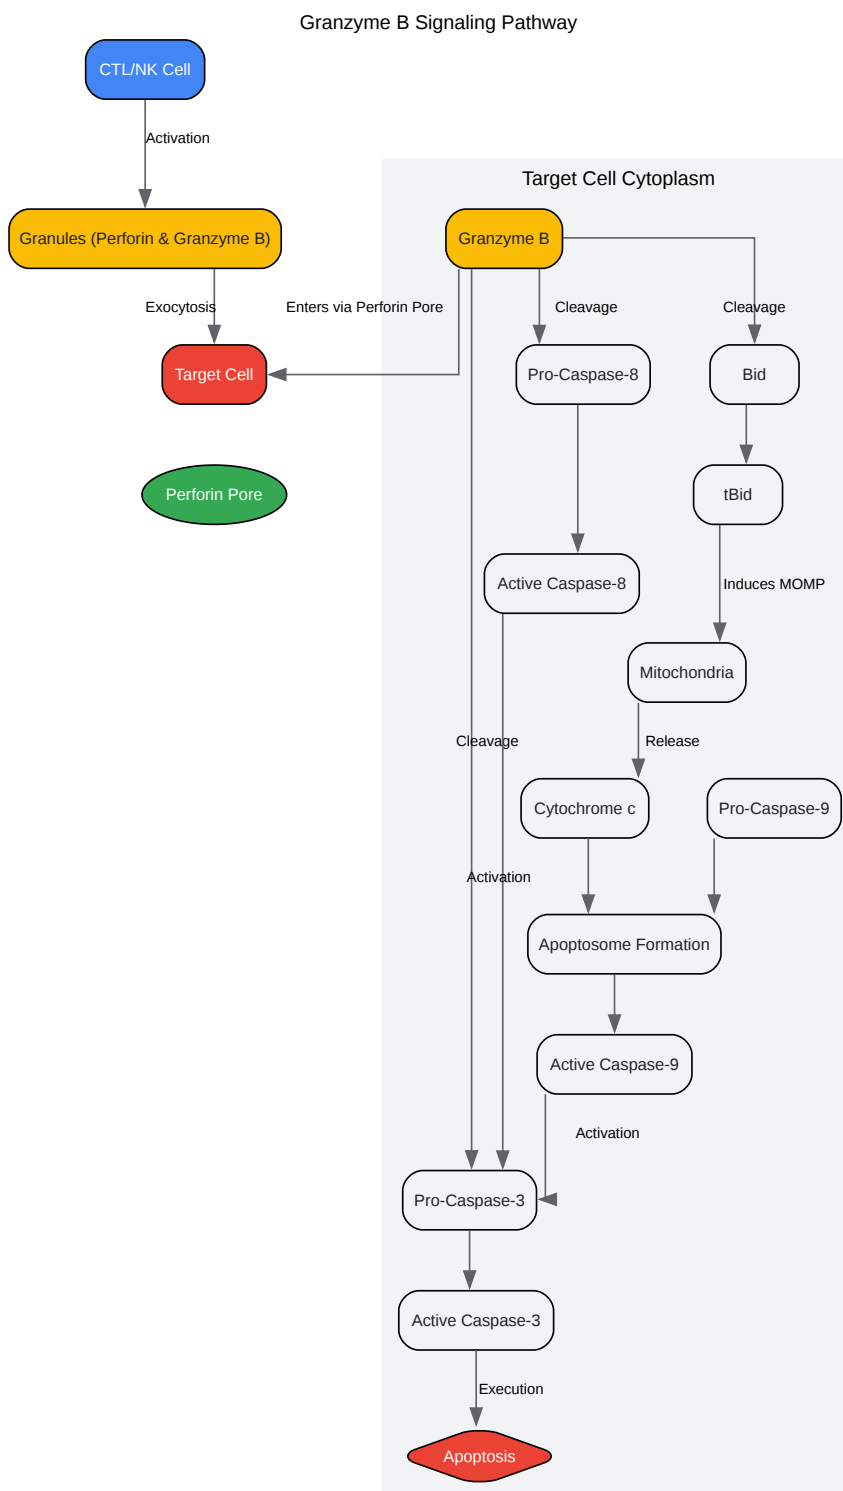 Granzyme B Signaling Pathway
CTL/NK Cell
Activation
Target Cell Cytoplasm
Granules (Perforin & Granzyme B)
Granzyme B
Exocytosis
Enters via Perforin Pore
Cleavage
Cleavage
Target Cell
Pro-Caspase-8
Bid
Perforin Pore
tBid
Active Caspase-8
Induces MOMP
Mitochondria
Cleavage
Release
Cytochrome c
Pro-Caspase-9
Activation
Apoptosome Formation
Active Caspase-9
Activation
Pro-Caspase-3
Active Caspase-3
Execution
Apoptosis